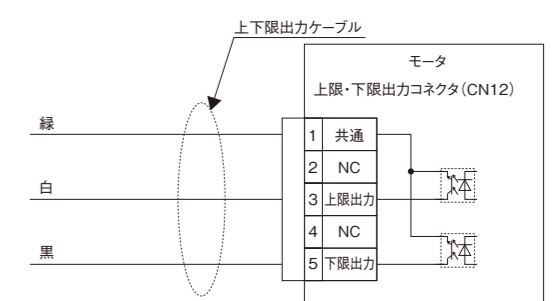 上下限出力ケーブル
モータ
上限・下限出力コネクタ(CN12)
緑
1 共通
2 NC
白
3 上限出力
4 NC
黒
5 下限出力